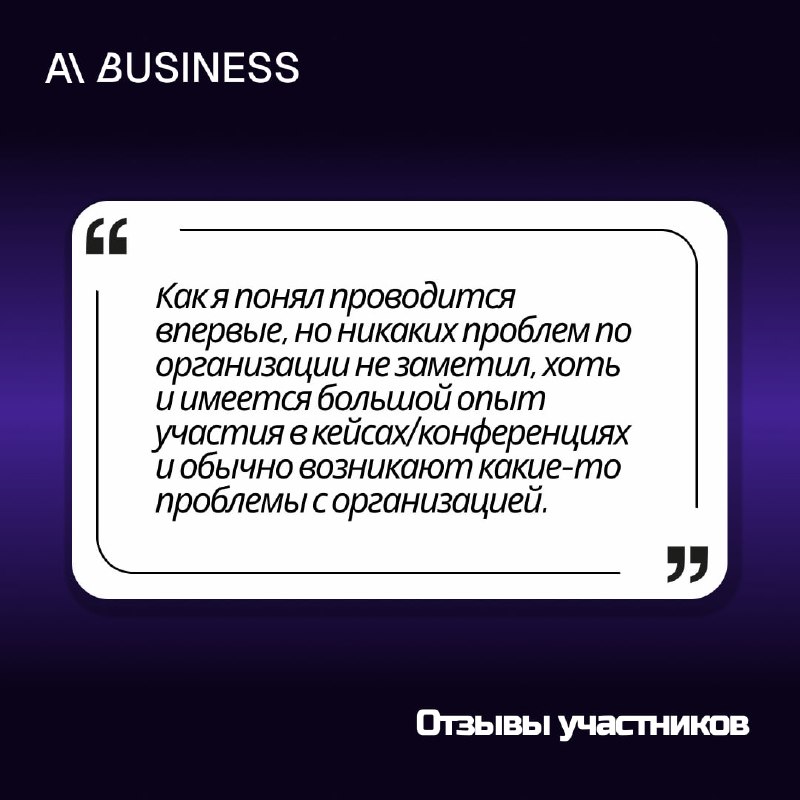 AI BUSINESS
Как я понял проводится
впервые, но никаких проблем по
организации не заметил, хоть
и имеется большой опыт
участия в кейсах/конференциях
и обычно возникают какие-то
проблемы с организацией.
Отзывы участников